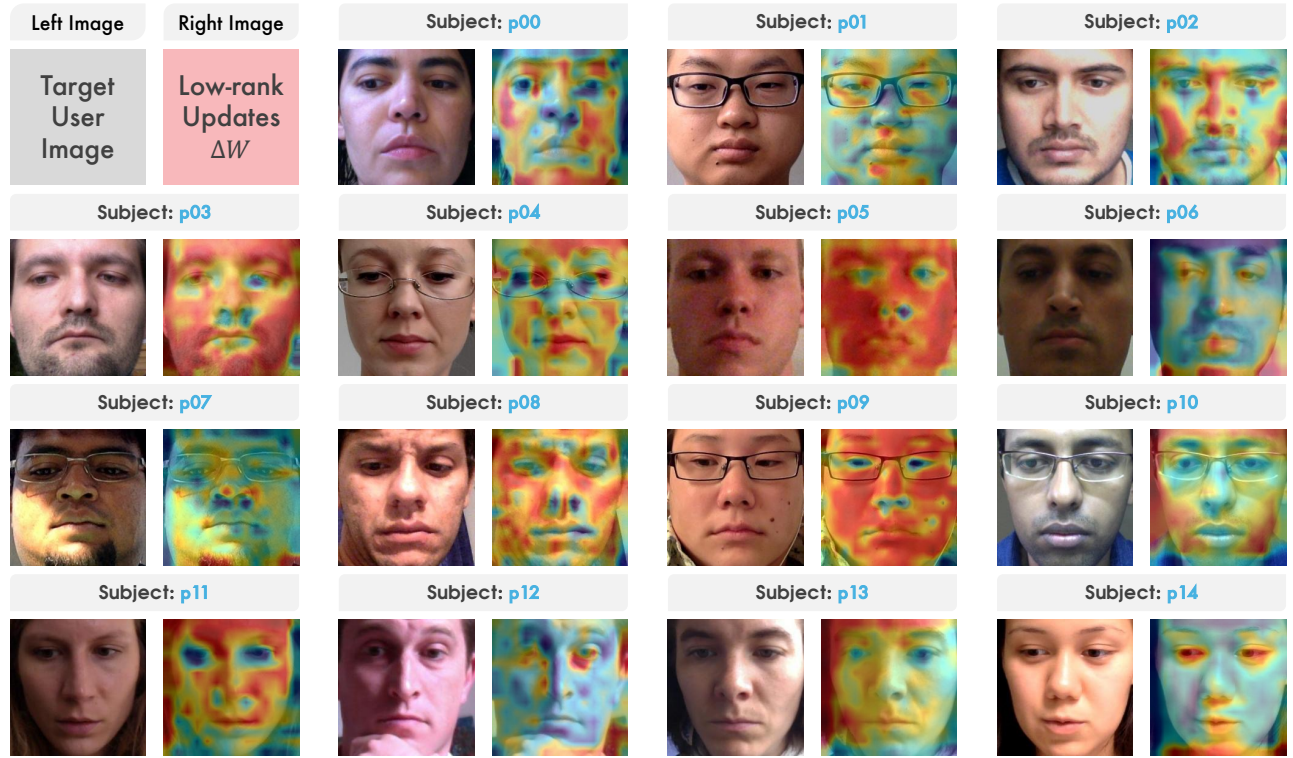 Left Image
Right Image
Target
User
Image
Low-rank
Updates
ΔW
Subject: p00
Subject: p01
Subject: p02
Subject: p03
Subject: p04
Subject: p05
Subject: p06
Subject: p07
Subject: p08
Subject: p09
Subject: p10
Subject: p11
Subject: p12
Subject: p13
Subject: p14